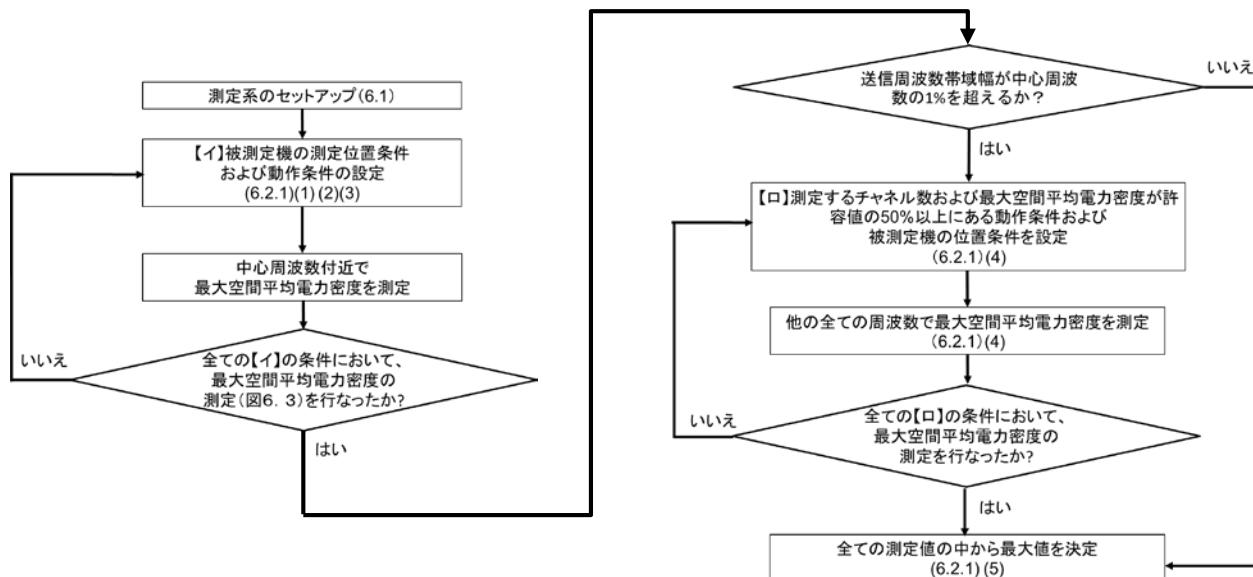 測定系のセットアップ(6.1)
【イ】被測定機の測定位置条件
および動作条件の設定
(6.2.1)(1)(2)(3)
中心周波数付近で
最大空間平均電力密度を測定
全ての【イ】の条件において、
最大空間平均電力密度の
測定(図6.3)を行なったか?
いいえ
はい
送信周波数帯域幅が中心周波
数の1%を超えるか?
いいえ
はい
【ロ】測定するチャネル数および最大空間平均電力密度が許
容値の50%以上にある動作条件および
被測定機の位置条件を設定
(6.2.1)(4)
他の全ての周波数で最大空間平均電力密度を測定
(6.2.1)(4)
全ての【ロ】の条件において、
最大空間平均電力密度の
測定を行なったか?
いいえ
はい
全ての測定値の中から最大値を決定
(6.2.1)(5)